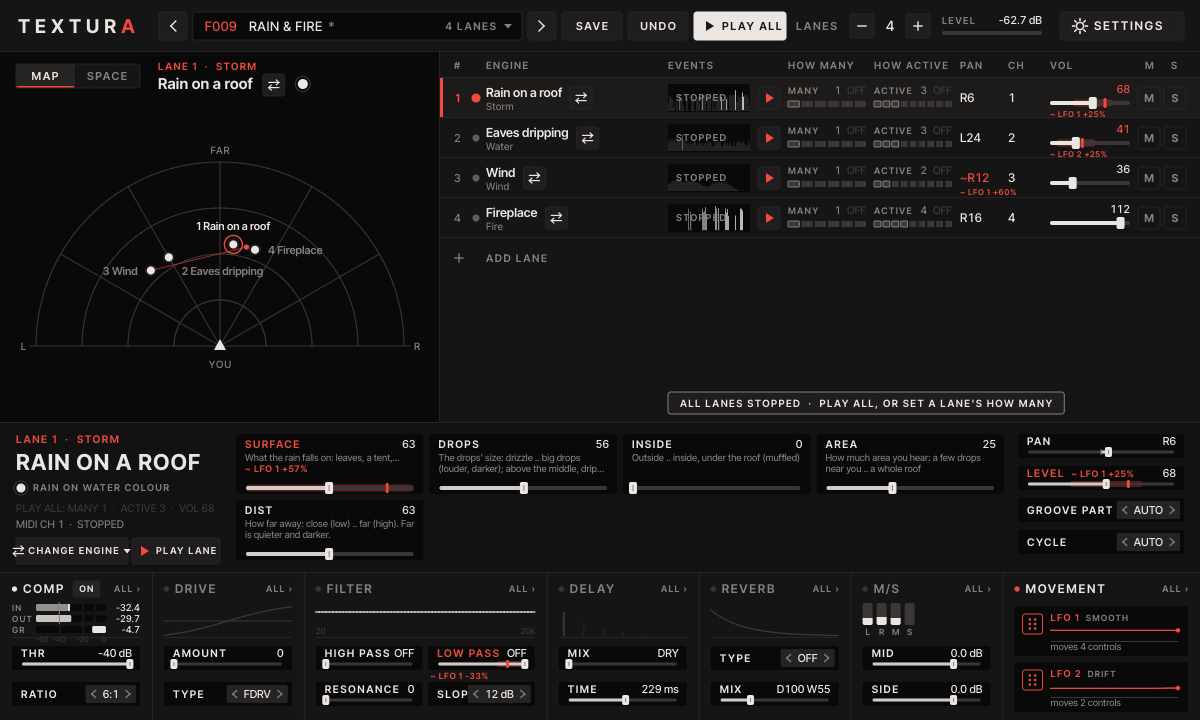 TEXTURA
F009 RAIN & FIRE *
4 LANES
SAVE
UNDO
PLAY ALL
LANES
4
LEVEL -62.7 dB
SETTINGS
MAP
SPACE
LANE 1 · STORM
Rain on a roof
FAR
1 Rain on a roof
4 Fireplace
3 Wind
2 Eaves dripping
L
R
YOU
# ENGINE EVENTS HOW MANY HOW ACTIVE PAN CH VOL M S
1 Rain on a roof STOPPED MANY 1 OFF ACTIVE 3 OFF R6 1 68 M S
Storm
~ LFO 1 +25%
2 Eaves dripping STOPPED MANY 1 OFF ACTIVE 3 OFF L24 2 41 M S
Water
~ LFO 2 +25%
3 Wind STOPPED MANY 1 OFF ACTIVE 2 OFF ~R12 3 36 M S
Wind
~ LFO 1 +60%
4 Fireplace STOPPED MANY 1 OFF ACTIVE 4 OFF R16 4 112 M S
Fire
+ ADD LANE
ALL LANES STOPPED · PLAY ALL, OR SET A LANE'S HOW MANY
LANE 1 · STORM
RAIN ON A ROOF
RAIN ON WATER COLOUR
PLAY ALL: MANY 1 · ACTIVE 3 · VOL 68
MIDI CH 1 · STOPPED
CHANGE ENGINE
PLAY LANE
SURFACE 63
What the rain falls on: leaves, a tent,...
~ LFO 1 +57%
DROPS 56
The drops' size: drizzle .. big drops
(louder, darker); above the middle, drip...
INSIDE 0
Outside .. inside, under the roof (muffled)
AREA 25
How much area you hear: a few drops
near you .. a whole roof
DIST 63
How far away: close (low) .. far (high). Far
is quieter and darker.
PAN R6
LEVEL ~ LFO 1 +25% 68
GROOVE PART < AUTO >
CYCLE < AUTO >
COMP ON ALL ›
IN -32.4
OUT -29.7
GR -4.7
-60 -40 -20 0
THR -40 dB
RATIO < 6:1 >
DRIVE ALL ›
AMOUNT 0
TYPE < FDRV >
FILTER ALL ›
20 20k
HIGH PASS OFF
LOW PASS OFF
~ LFO 1 -33%
RESONANCE 0
SLOP < 12 dB >
DELAY ALL ›
MIX DRY
TIME 229 ms
REVERB ALL ›
TYPE < OFF >
MIX D100 W55
M/S ALL ›
L R M S
MID 0.0 dB
SIDE 0.0 dB
MOVEMENT ALL ›
LFO 1 SMOOTH
moves 4 controls
LFO 2 DRIFT
moves 2 controls